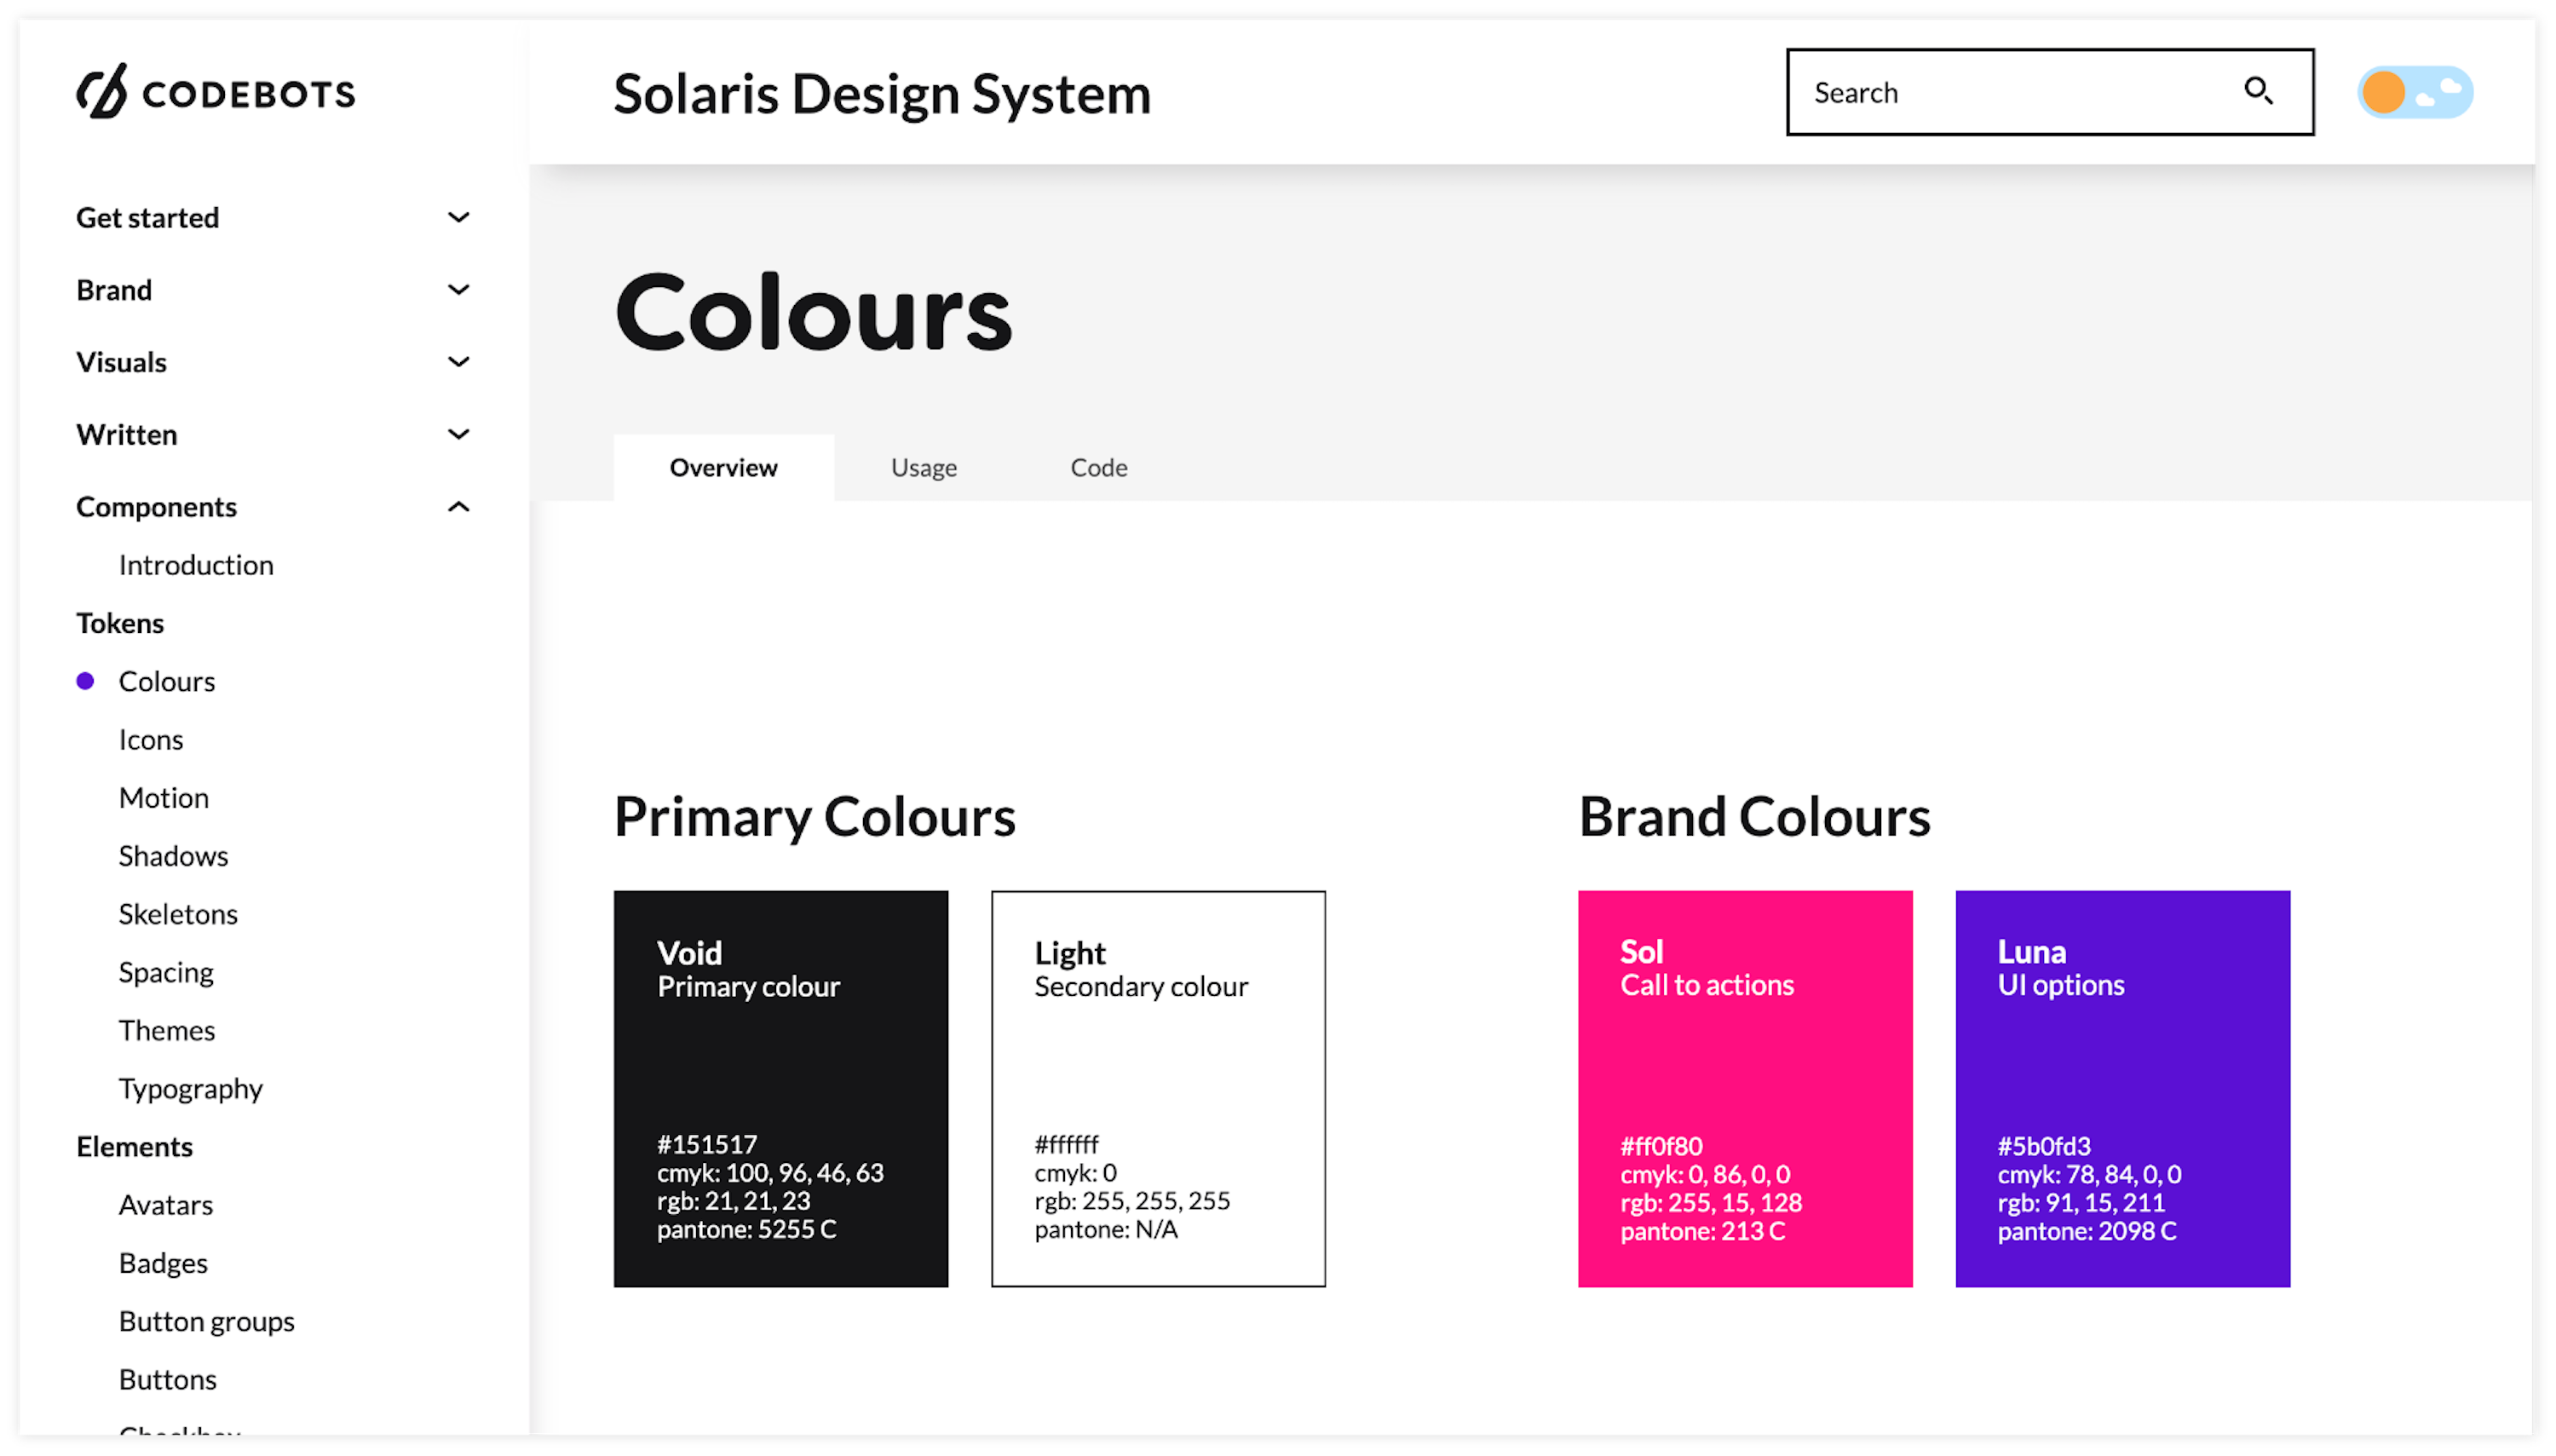 CODEBOTS
Get started
Brand
Visuals
Written
Components
Introduction
Tokens
Colours
Icons
Motion
Shadows
Skeletons
Spacing
Themes
Typography
Elements
Avatars
Badges
Button groups
Buttons
Solaris Design System
Search
Colours
Overview
Usage
Code
Primary Colours
Void
Primary colour
#151517
cmyk: 100, 96, 46, 63
rgb: 21, 21, 23
pantone: 5255 C
Light
Secondary colour
#ffffff
cmyk: 0
rgb: 255, 255, 255
pantone: N/A
Brand Colours
Sol
Call to actions
#ff0f80
cmyk: 0, 86, 0, 0
rgb: 255, 15, 128
pantone: 213 C
Luna
UI options
#5b0fd3
cmyk: 78, 84, 0, 0
rgb: 91, 15, 211
pantone: 2098 C